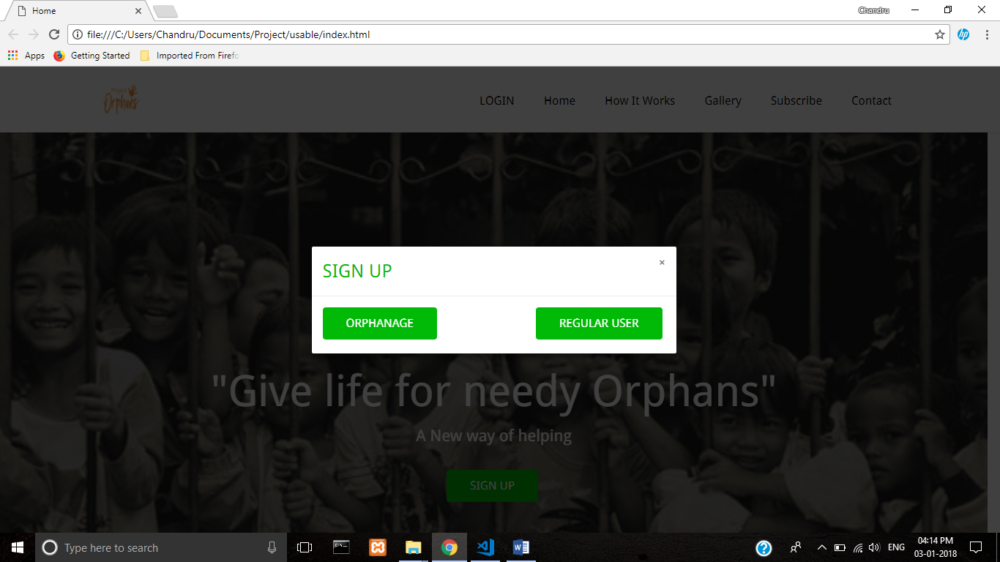 Home
Chandru
file:///C:/Users/Chandru/Documents/Project/usable/index.html
Apps Getting Started Imported From Firefo
Orphans
LOGIN Home How It Works Gallery Subscribe Contact
SIGN UP ×
ORPHANAGE REGULAR USER
"Give life for needy Orphans"
A New way of helping
SIGN UP
Type here to search
ENG
04:14 PM
03-01-2018